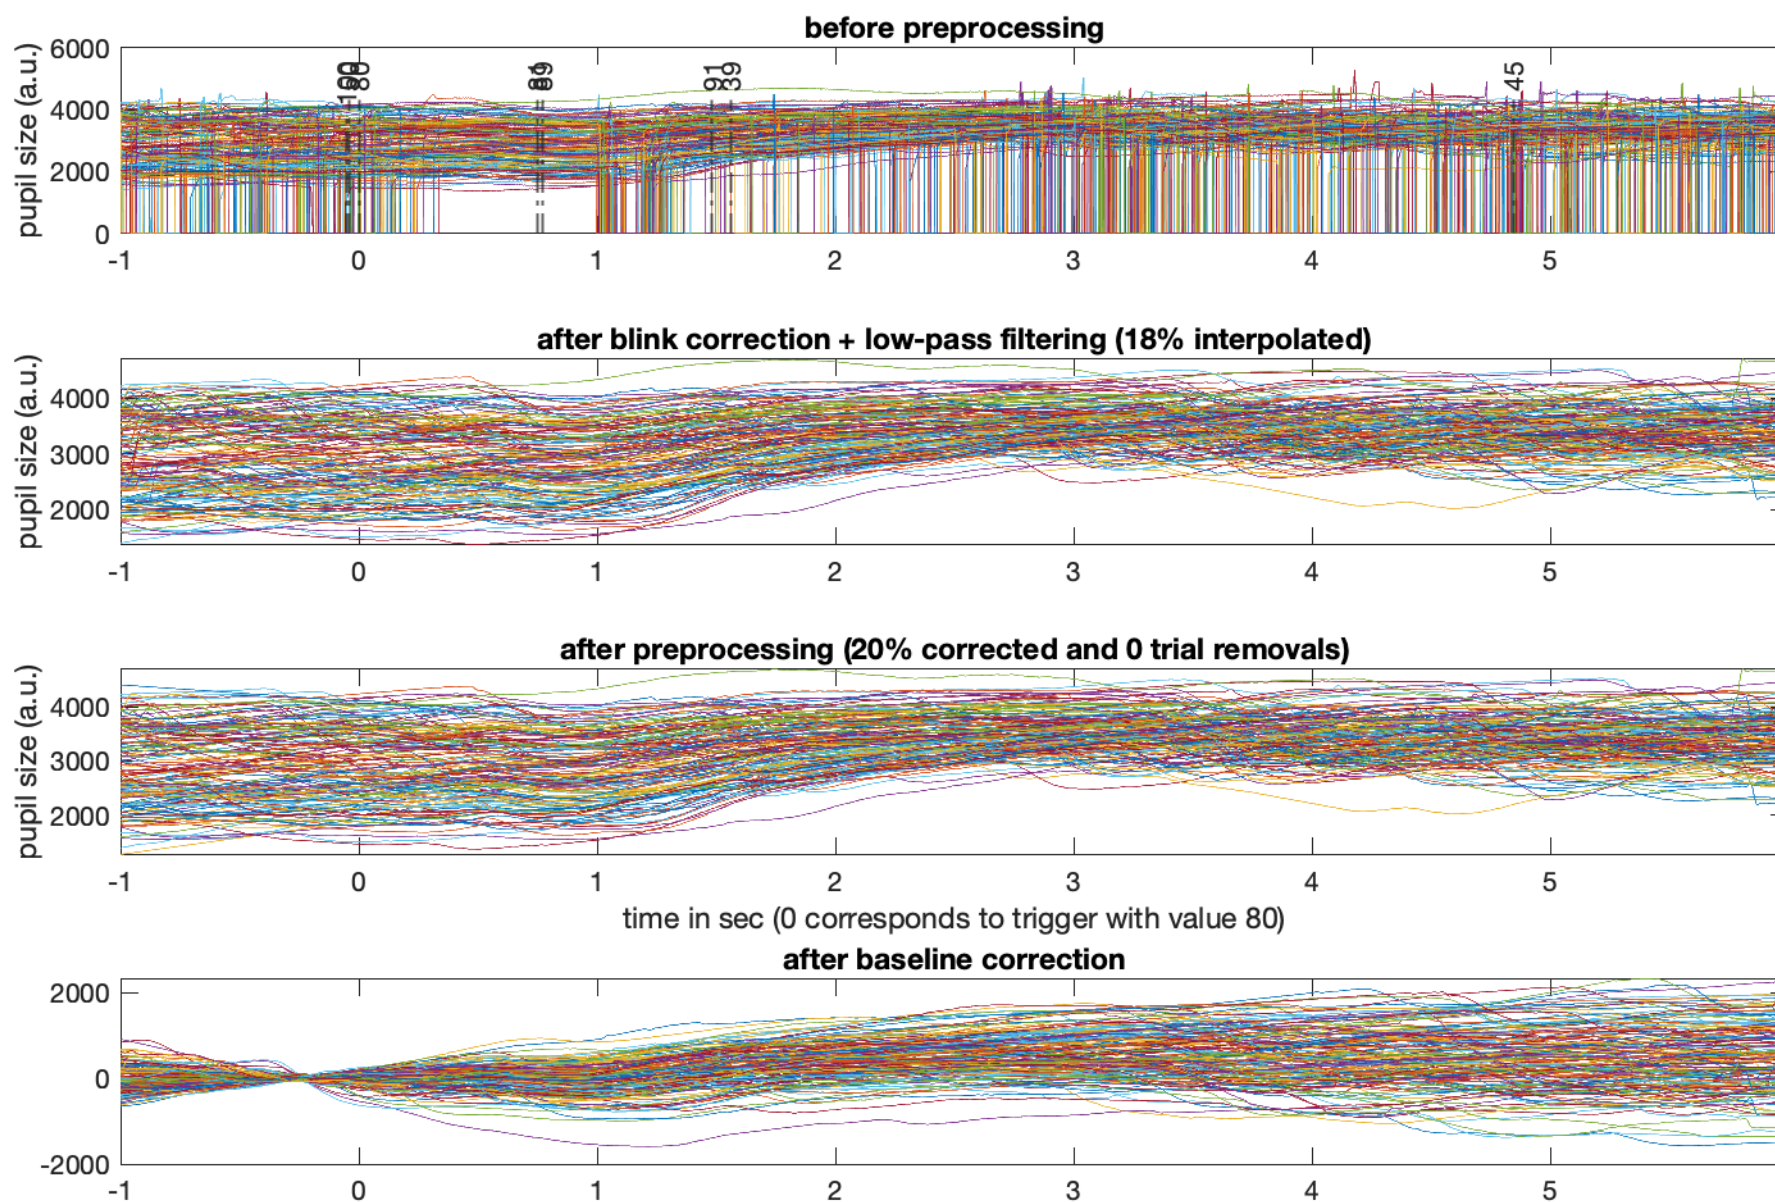 before preprocessing
pupil size (a.u.)
6000
4000
2000
0
80
89
91
39
45
-1 0 1 2 3 4 5
after blink correction + low-pass filtering (18% interpolated)
pupil size (a.u.)
4000
3000
2000
-1 0 1 2 3 4 5
after preprocessing (20% corrected and 0 trial removals)
pupil size (a.u.)
4000
3000
2000
-1 0 1 2 3 4 5
time in sec (0 corresponds to trigger with value 80)
after baseline correction
2000
0
-2000
-1 0 1 2 3 4 5